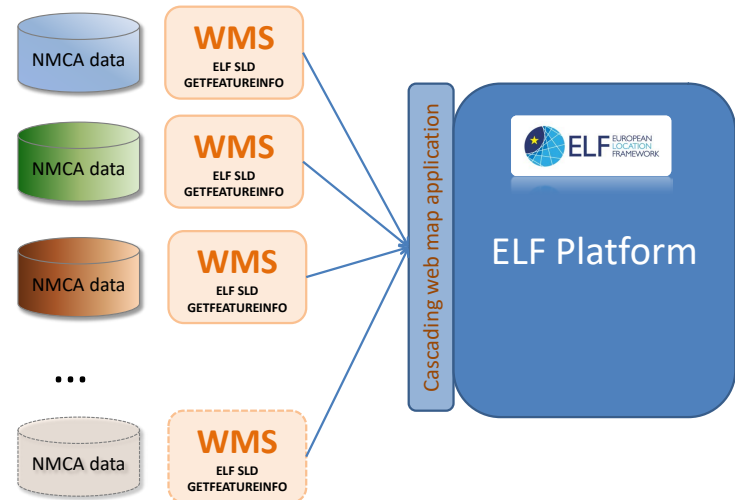 NMCA data
WMS
ELF SLD
GETFEATUREINFO
NMCA data
WMS
ELF SLD
GETFEATUREINFO
NMCA data
WMS
ELF SLD
GETFEATUREINFO
...
NMCA data
WMS
ELF SLD
GETFEATUREINFO
Cascading web map application
ELF
EUROPEAN
LOCATION
FRAMEWORK
ELF Platform